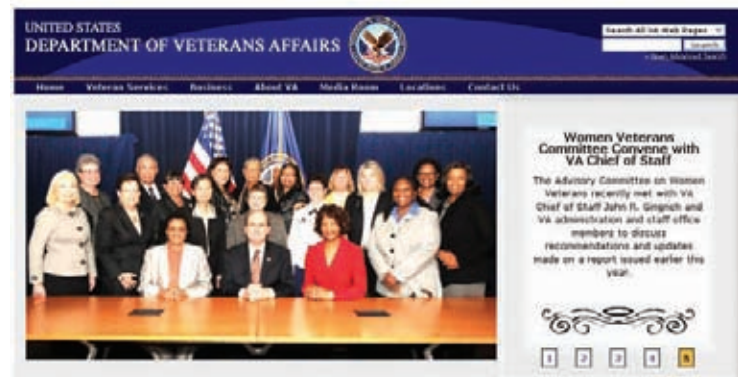 UNITED STATES
DEPARTMENT OF VETERANS AFFAIRS
Search All VA Web Pages
Search
Open Advanced Search
Home Veteran Services Business About VA Media Room Locations Contact Us
Women Veterans
Committee Convene with
VA Chief of Staff
The Advisory Committee on Women
Veterans recently met with VA
Chief of Staff John R. Gingrich and
VA administration and staff office
members to discuss
recommendations and updates
made on a report issued earlier this
year.
1 2 3 4 5